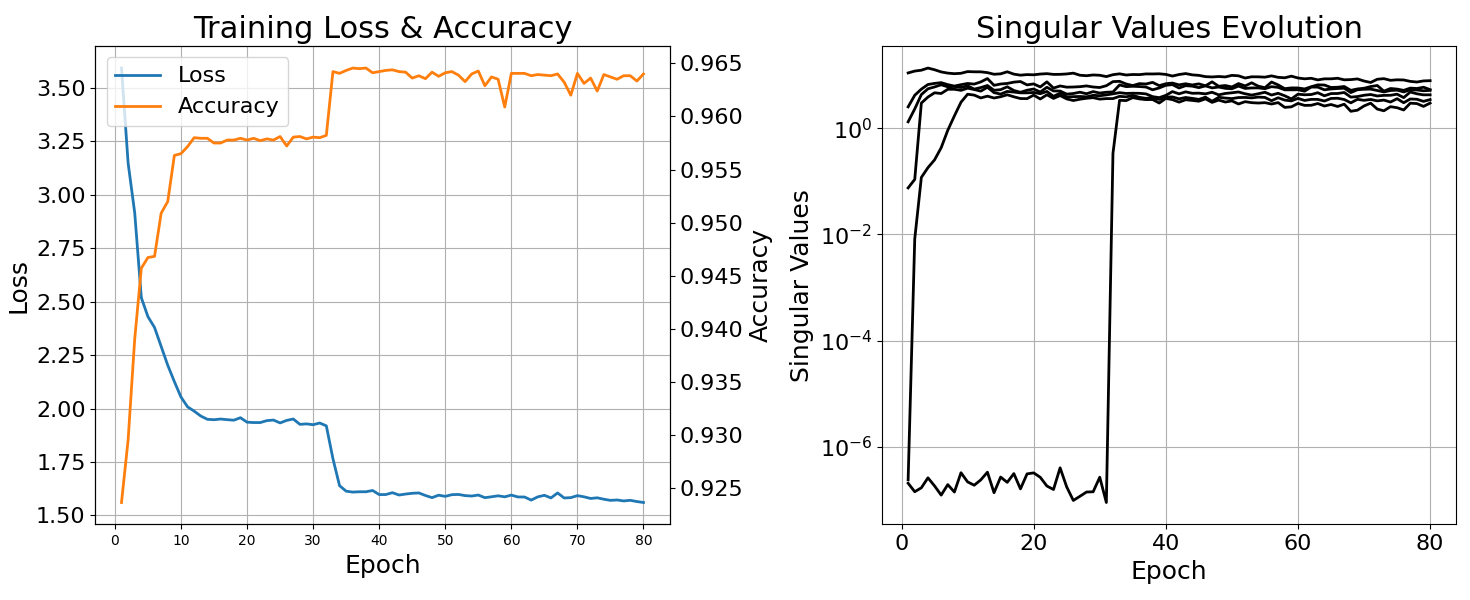 Training Loss & Accuracy
Loss
Accuracy
3.50
3.25
3.00
2.75
2.50
2.25
2.00
1.75
1.50
Loss
0.965
0.960
0.955
0.950
0.945
0.940
0.935
0.930
0.925
Accuracy
0 10 20 30 40 50 60 70 80
Epoch
Singular Values Evolution
10^0
10^-2
10^-4
10^-6
Singular Values
0 20 40 60 80
Epoch